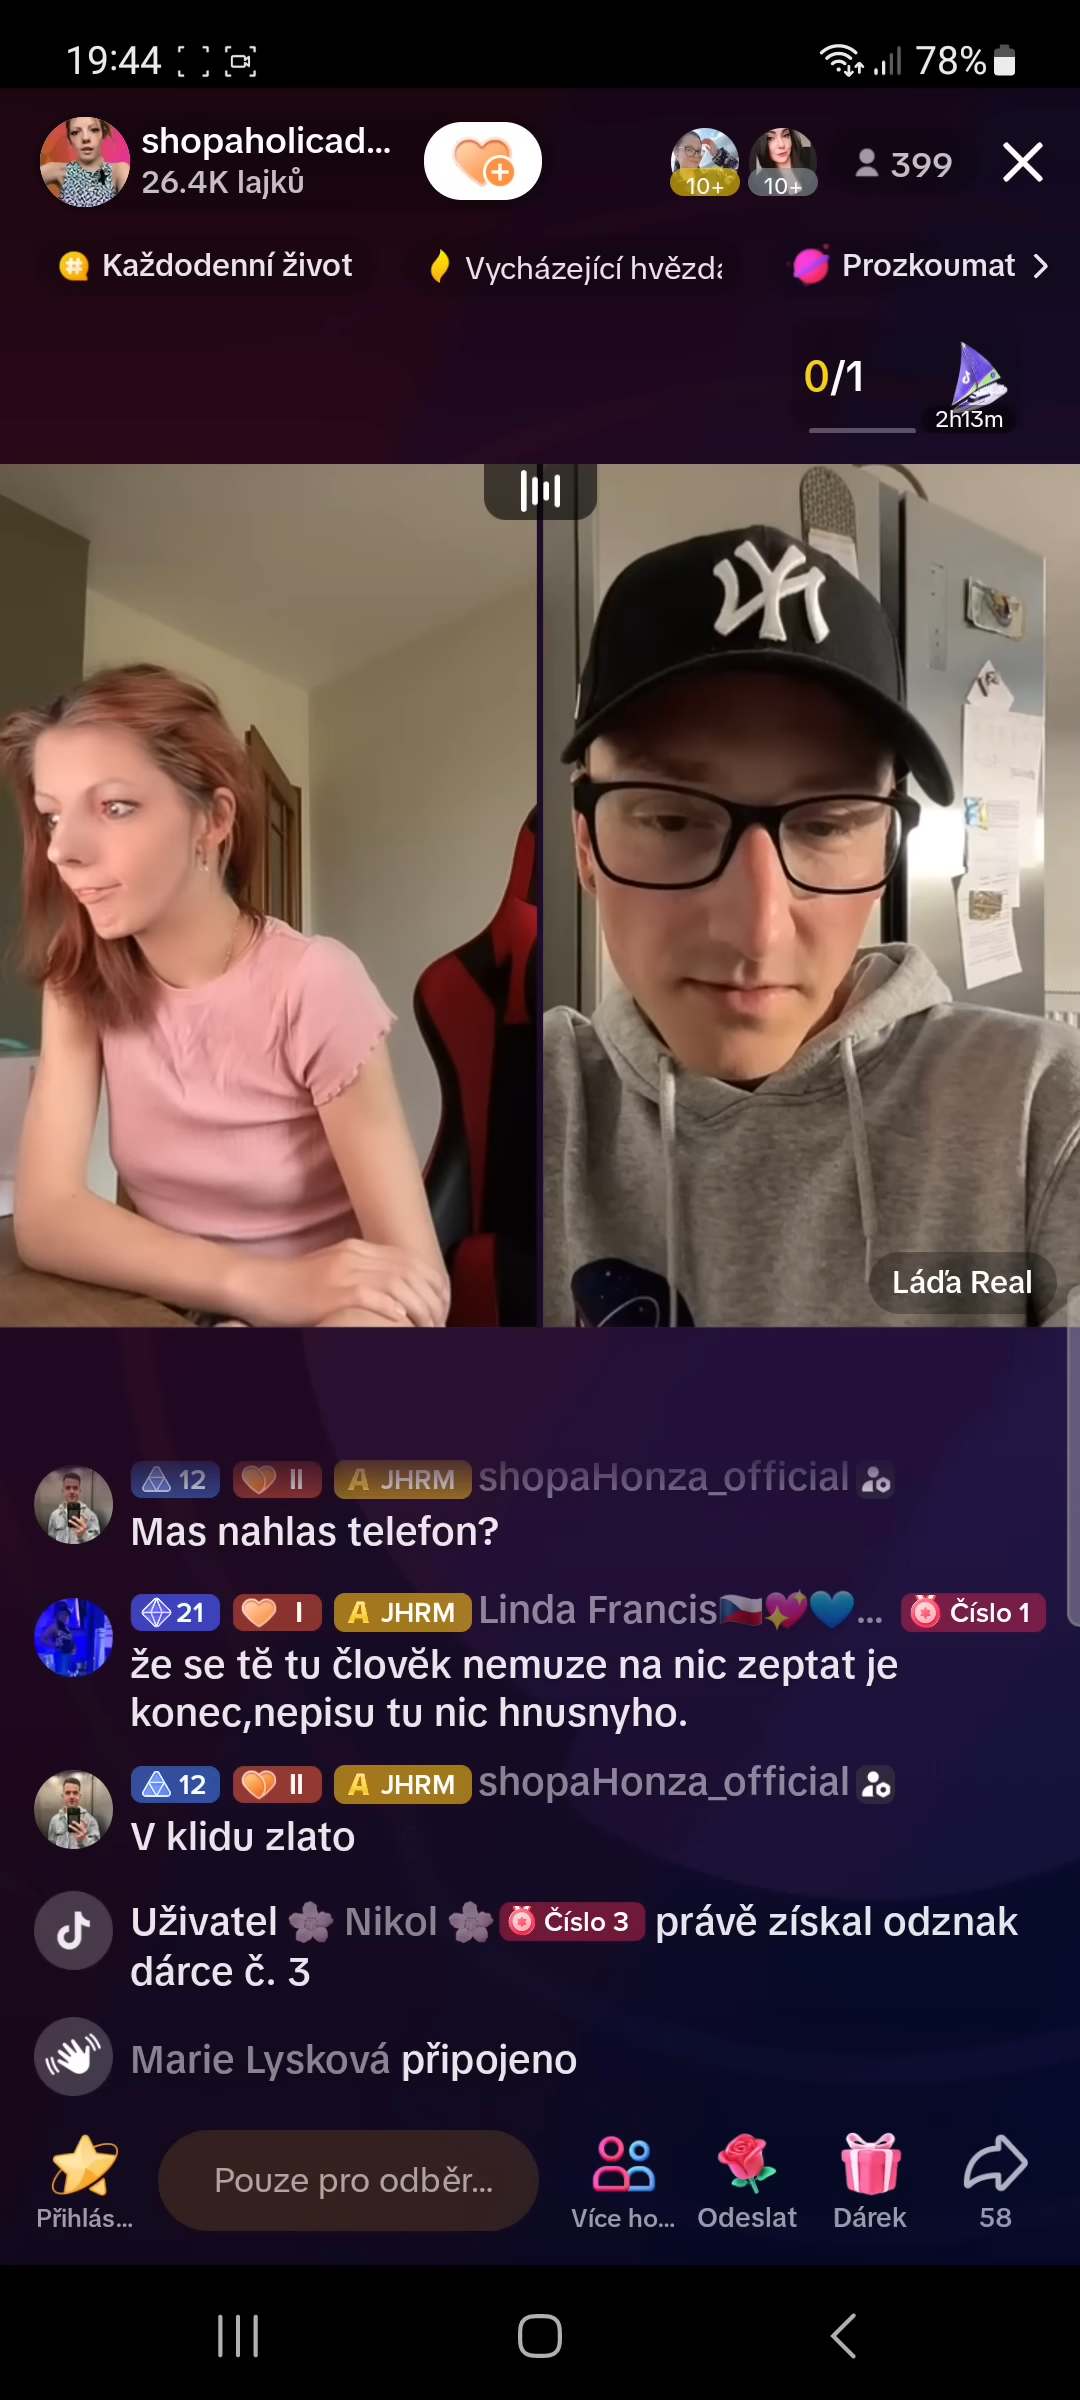 19:44
78%
shopaholicad...
26.4K lajků
10+
10+
399
Každodenní život
Vycházející hvězda
Prozkoumat
0/1
2h13m
NY
Láďa Real
12 II A JHRM shopaHonza_official
Mas nahlas telefon?
21 I A JHRM Linda Francis🇨🇿💖💙... Číslo 1
že se tě tu člověk nemuze na nic zeptat je
konec,nepisu tu nic hnusnyho.
12 II A JHRM shopaHonza_official
V klidu zlato
Uživatel 🌸 Nikol 🌸 Číslo 3 právě získal odznak
dárce č. 3
Marie Lysková připojeno
Pouze pro odběr...
Přihlás...
Více ho...
Odeslat
Dárek
58